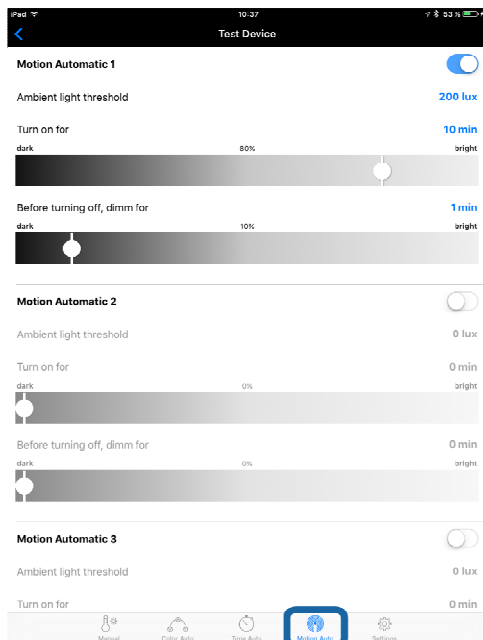 iPad 10:37 53 %
Test Device
Motion Automatic 1
Ambient light threshold 200 lux
Turn on for 10 min
dark 80% bright
Before turning off, dimm for 1 min
dark 10% bright
Motion Automatic 2
Ambient light threshold 0 lux
Turn on for 0 min
dark 0% bright
Before turning off, dimm for 0 min
dark 0% bright
Motion Automatic 3
Ambient light threshold 0 lux
Turn on for 0 min
Manual Color Auto Time Auto Motion Auto Settings